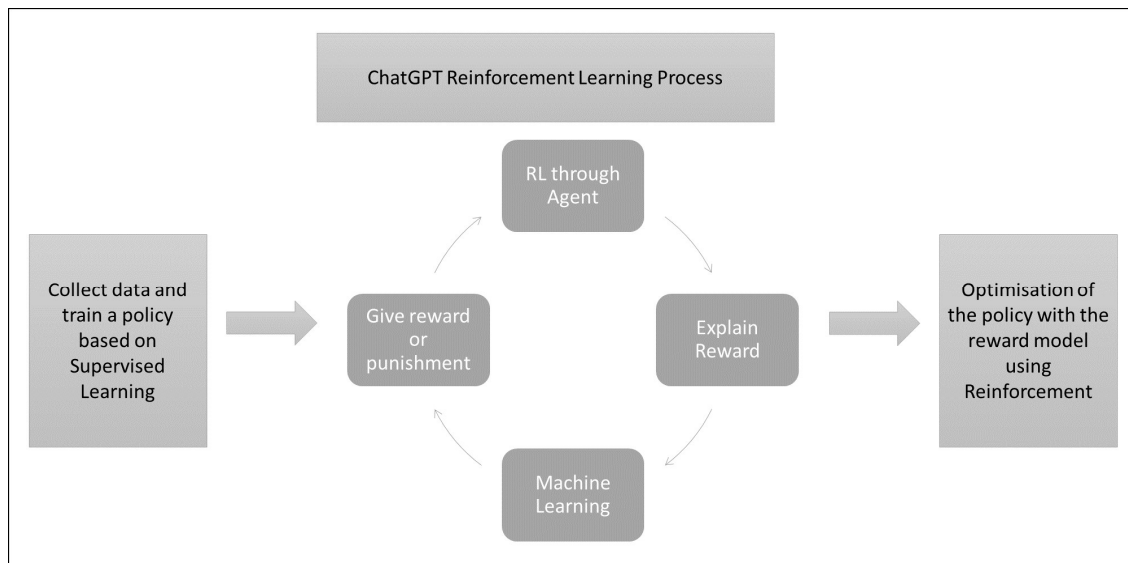 ChatGPT Reinforcement Learning Process
RL through
Agent
Collect data and
train a policy
based on
Supervised
Learning
Give reward
or
punishment
Explain
Reward
Optimisation of
the policy with the
reward model
using
Reinforcement
Machine
Learning